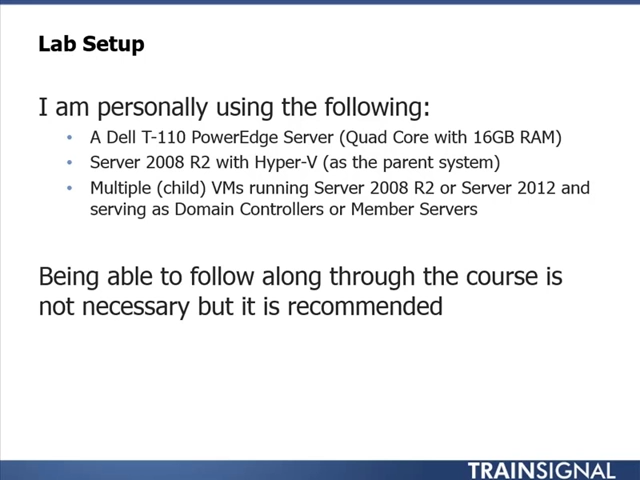 Lab Setup
I am personally using the following:
• A Dell T-110 PowerEdge Server (Quad Core with 16GB RAM)
• Server 2008 R2 with Hyper-V (as the parent system)
• Multiple (child) VMs running Server 2008 R2 or Server 2012 and
serving as Domain Controllers or Member Servers
Being able to follow along through the course is
not necessary but it is recommended
TRAINSIGNAL